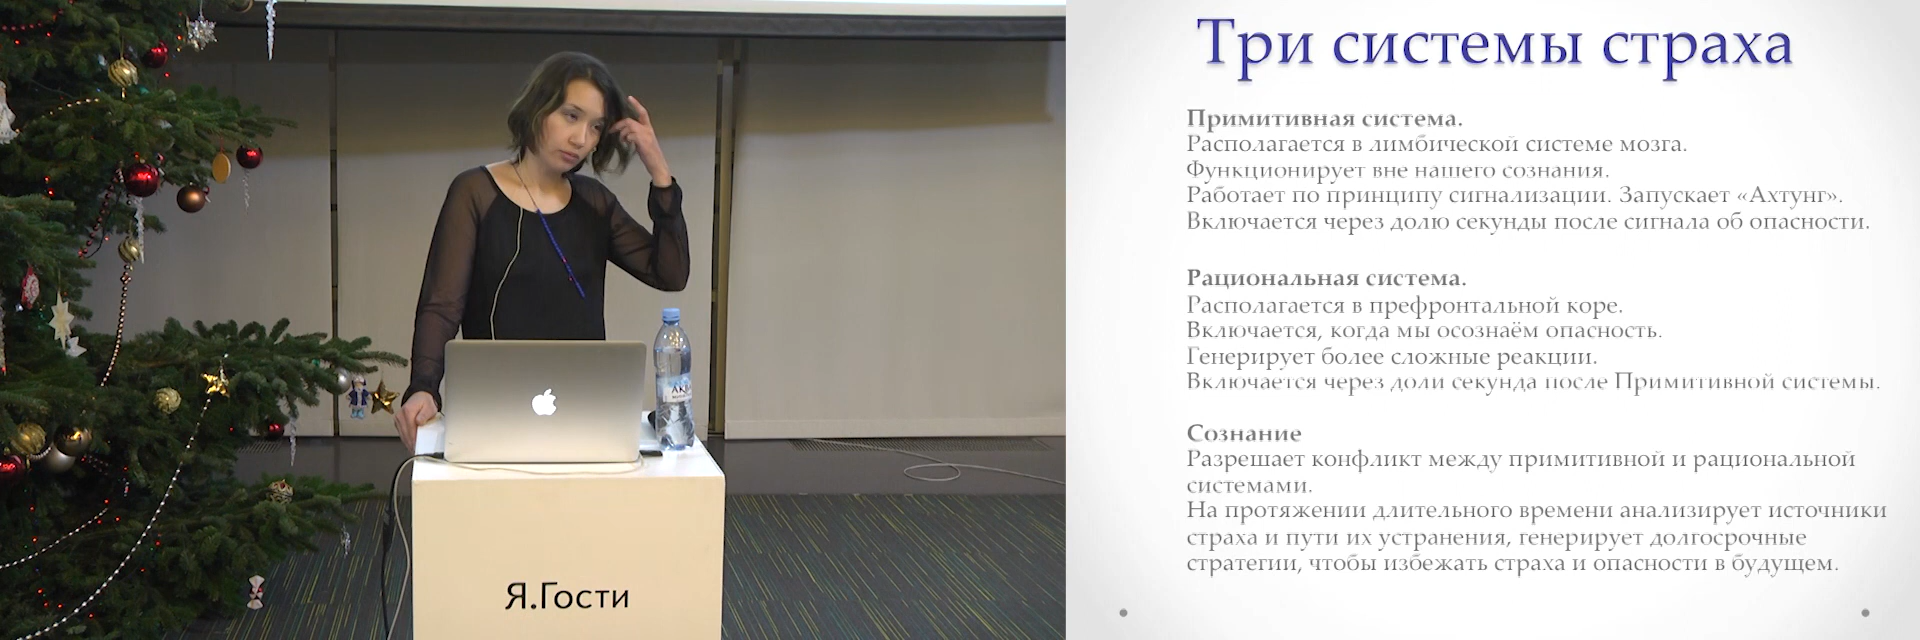 Я.Гости
Три системы страха
Примитивная система.
Располагается в лимбической системе мозга.
Функционирует вне нашего сознания.
Работает по принципу сигнализации. Запускает «Ахтунг».
Включается через долю секунды после сигнала об опасности.
Рациональная система.
Располагается в префронтальной коре.
Включается, когда мы осознаём опасность.
Генерирует более сложные реакции.
Включается через доли секунда после Примитивной системы.
Сознание
Разрешает конфликт между примитивной и рациональной
системами.
На протяжении длительного времени анализирует источники
страха и пути их устранения, генерирует долгосрочные
стратегии, чтобы избежать страха и опасности в будущем.